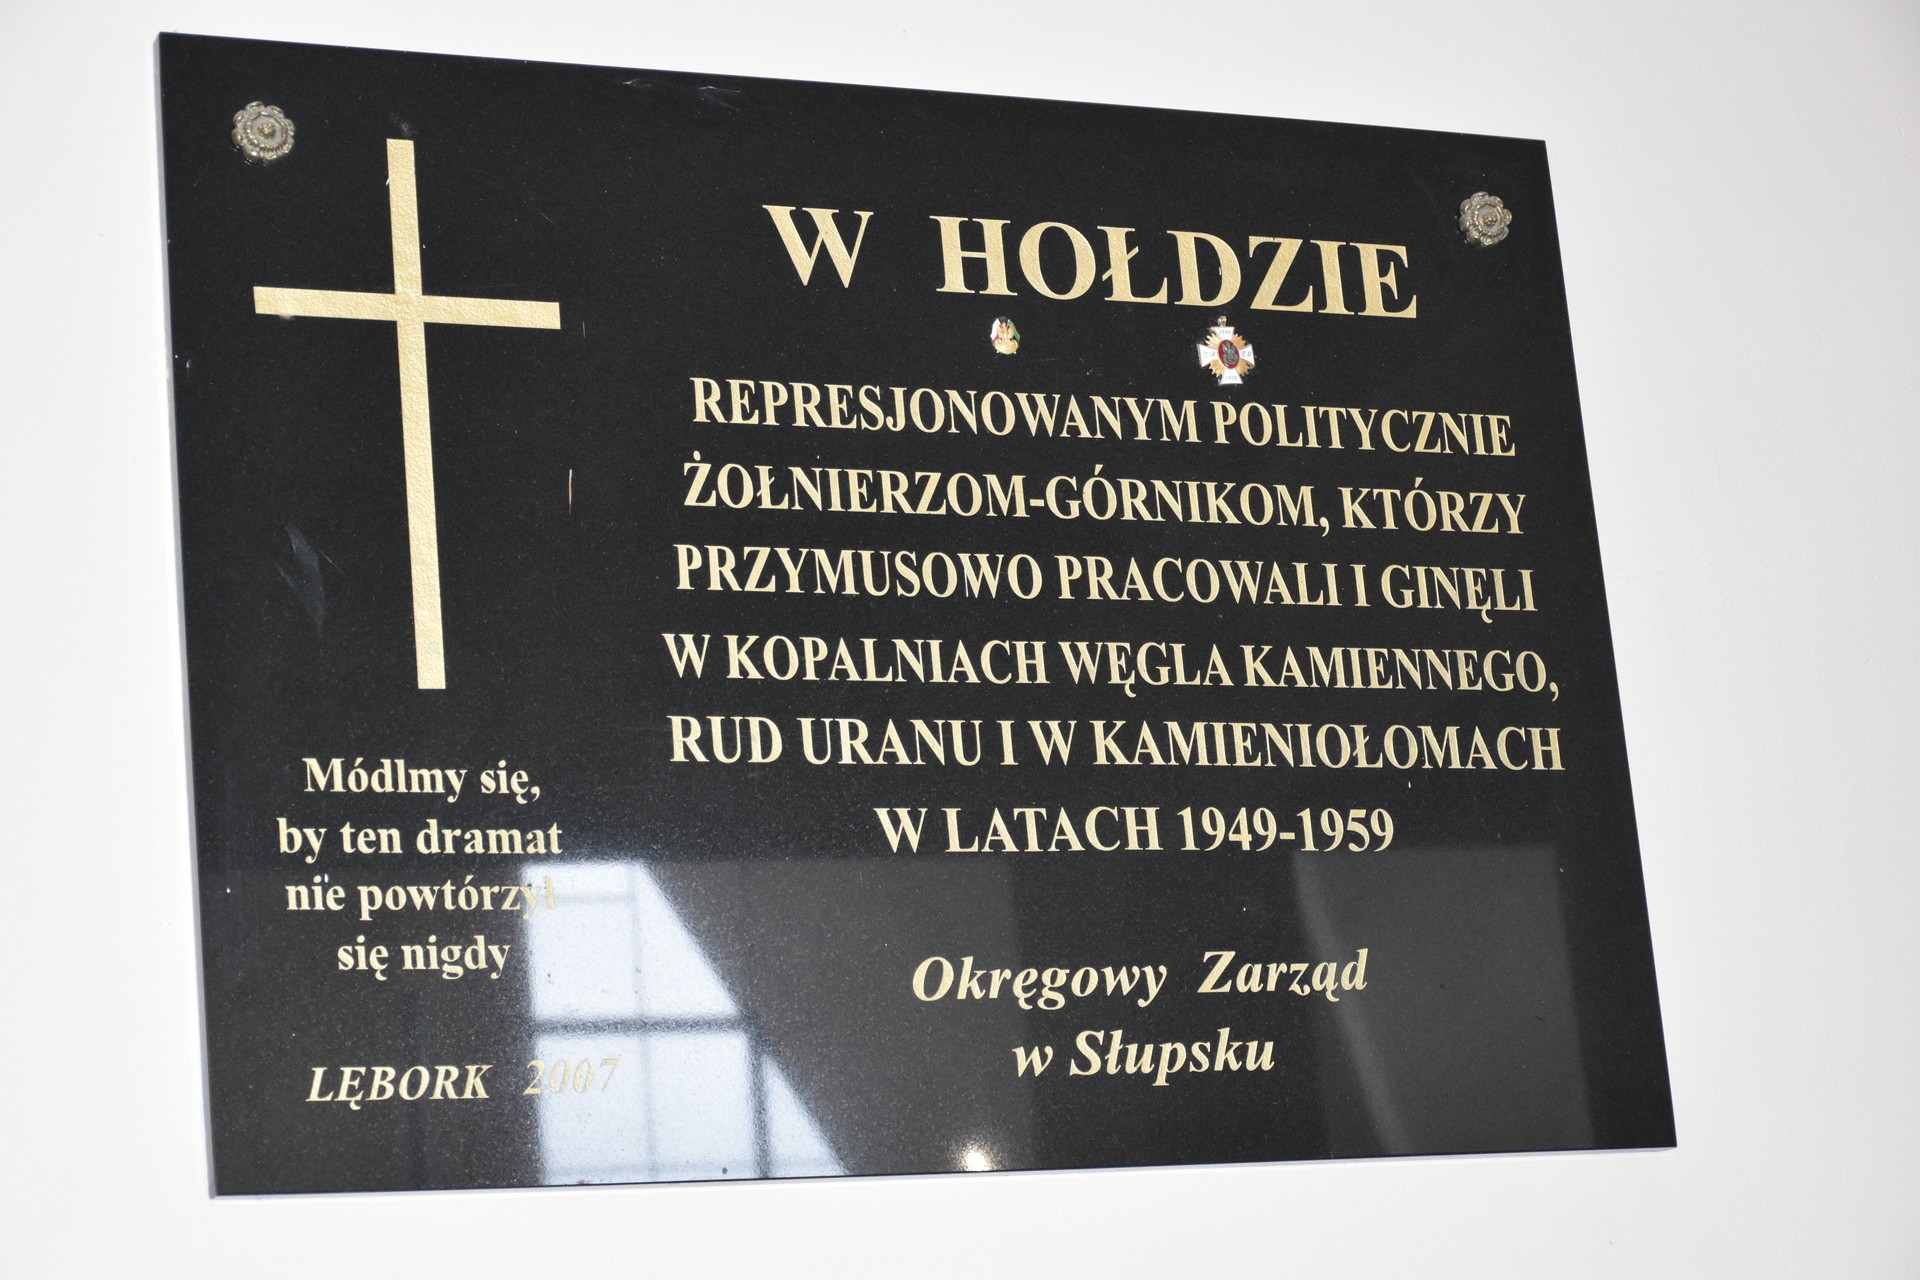 W HOŁDZIE
REPRESJONOWANYM POLITYCZNIE
ŻOŁNIERZOM-GÓRNIKOM, KTÓRZY
PRZYMUSOWO PRACOWALI I GINĘLI
W KOPALNIACH WĘGLA KAMIENNEGO,
RUD URANU I W KAMIENIOŁOMACH
W LATACH 1949-1959
Okręgowy Zarząd
w Słupsku
Módlmy się,
by ten dramat
nie powtórzył
się nigdy
LĘBORK 2007